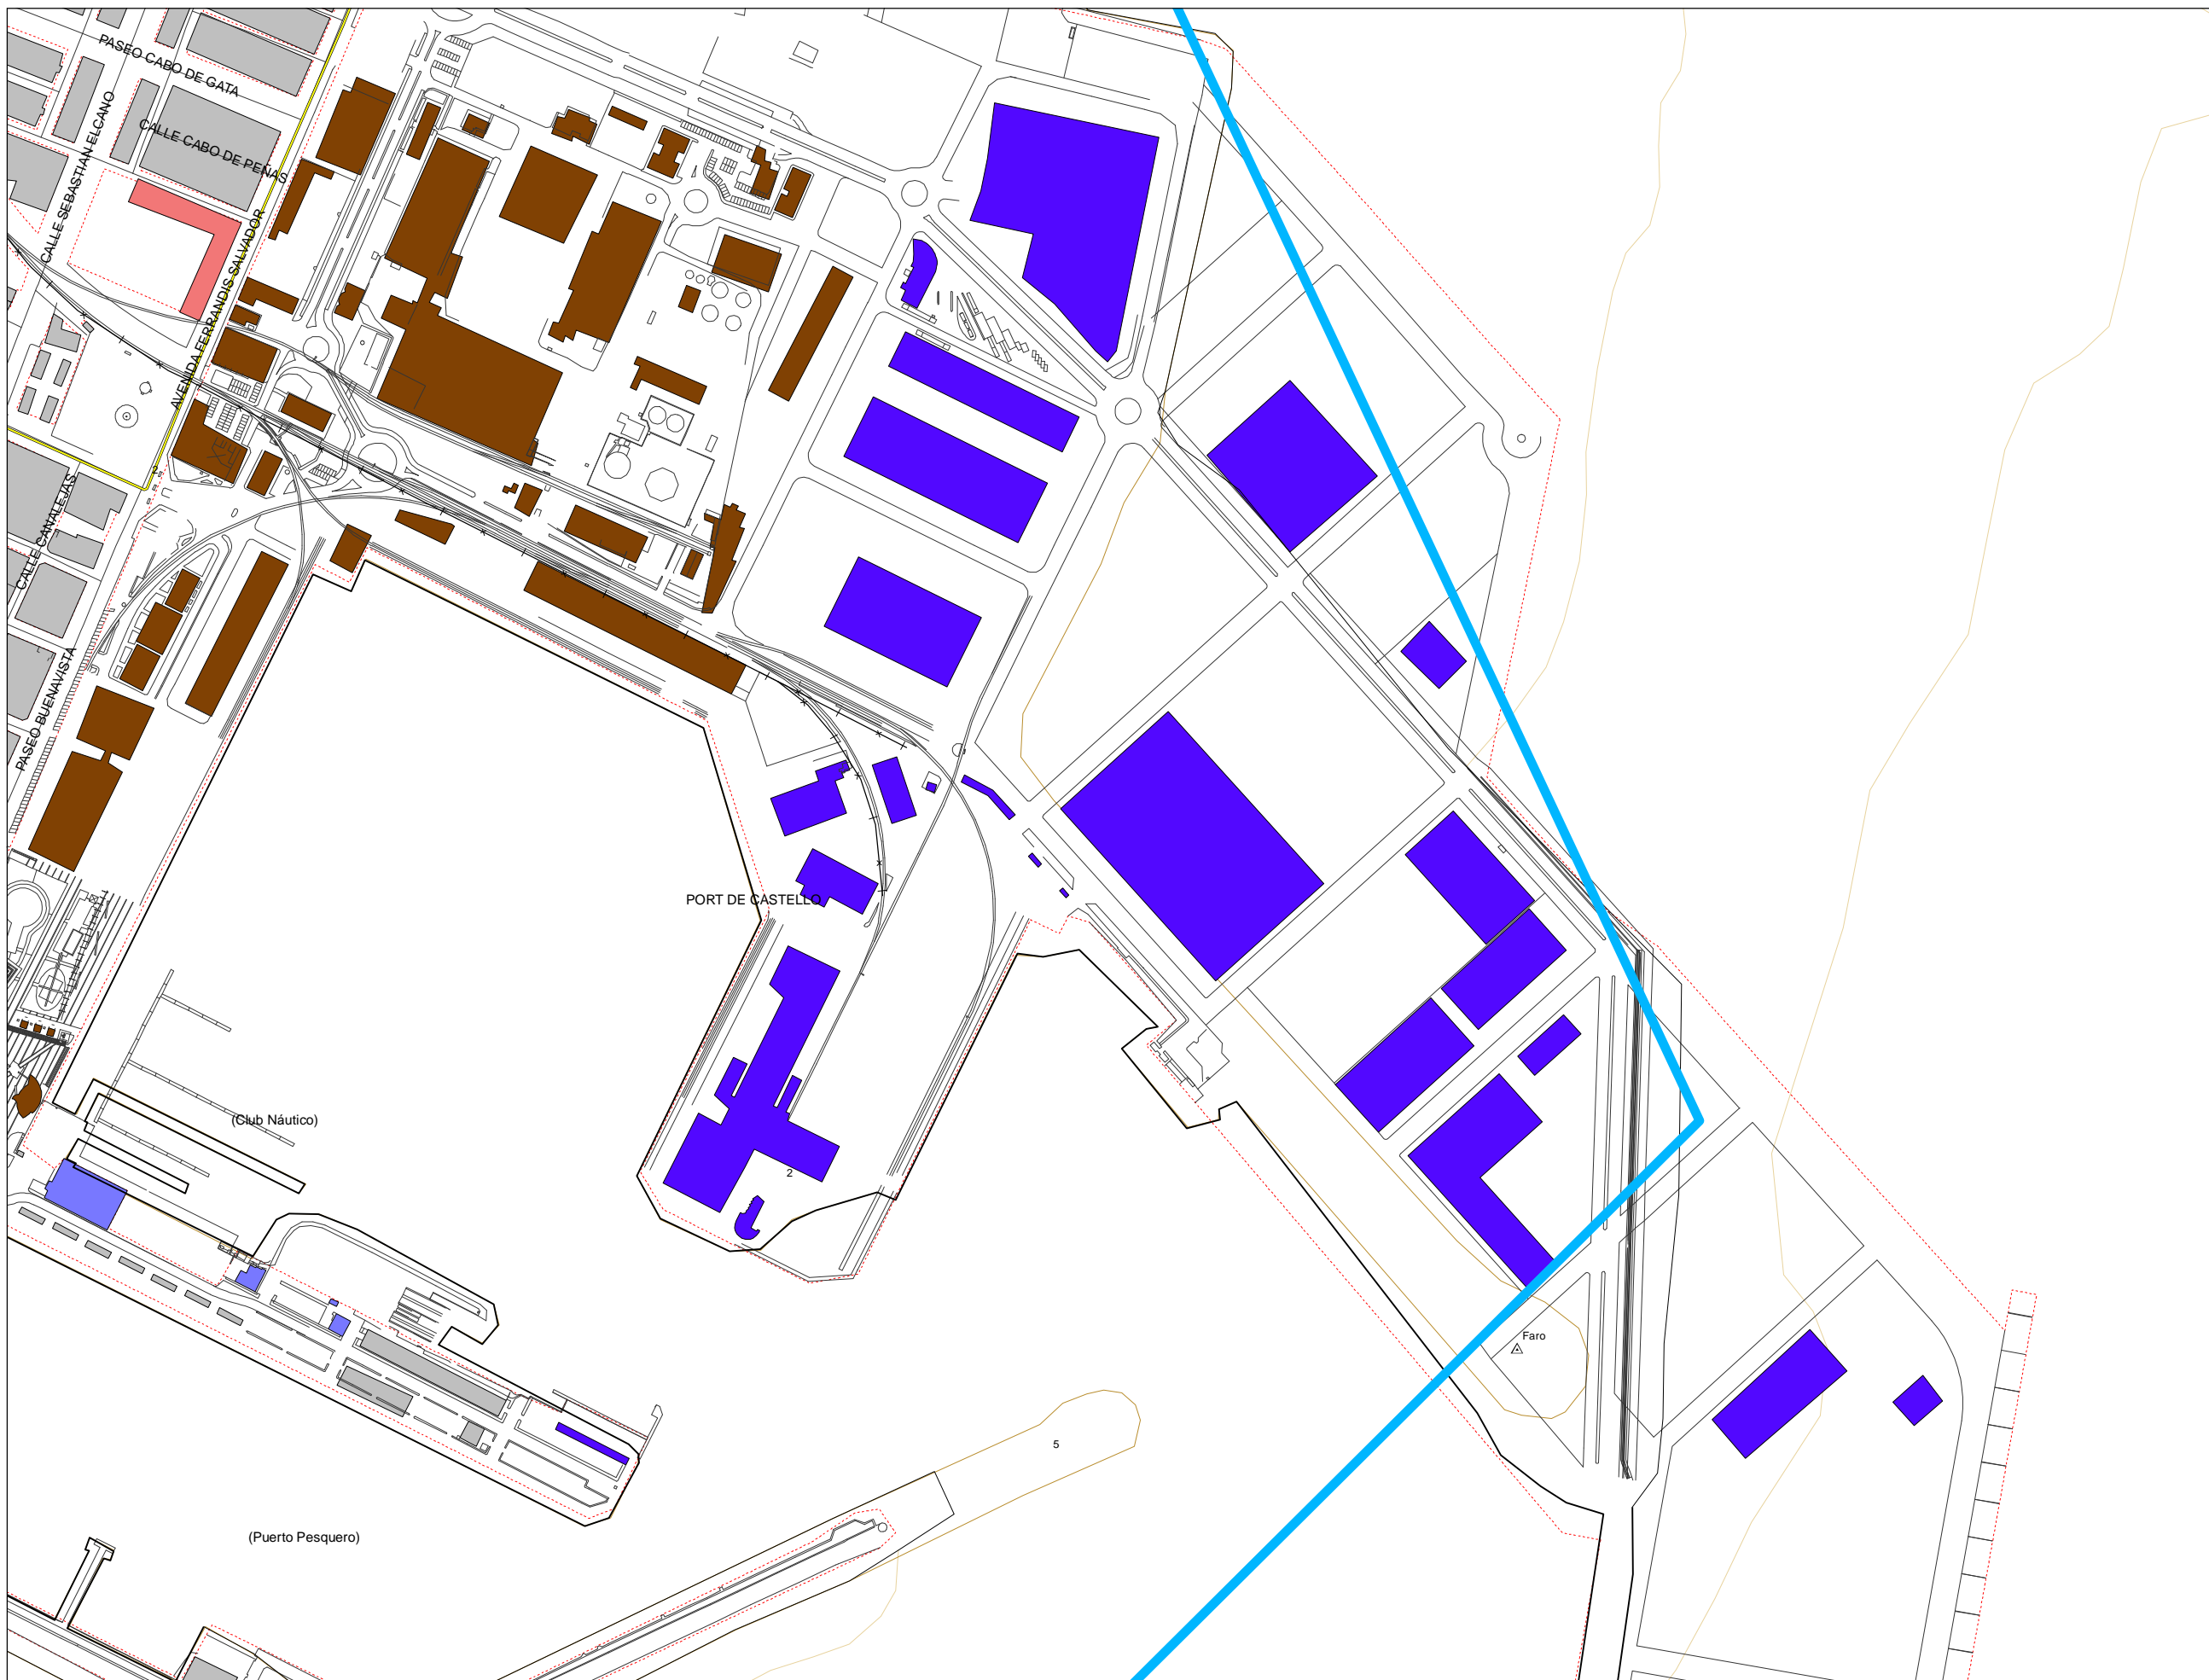 PASEO CABO DE GATA
CALLE CABO DE PEÑAS
CALLE SEBASTIAN ELCANO
AVENIDA FERRANDIS SALVADOR
2
CALLE CANALEJAS
PASEO BUENAVISTA
PORT DE CASTELLO
(Club Náutico)
2
Faro
5
(Puerto Pesquero)